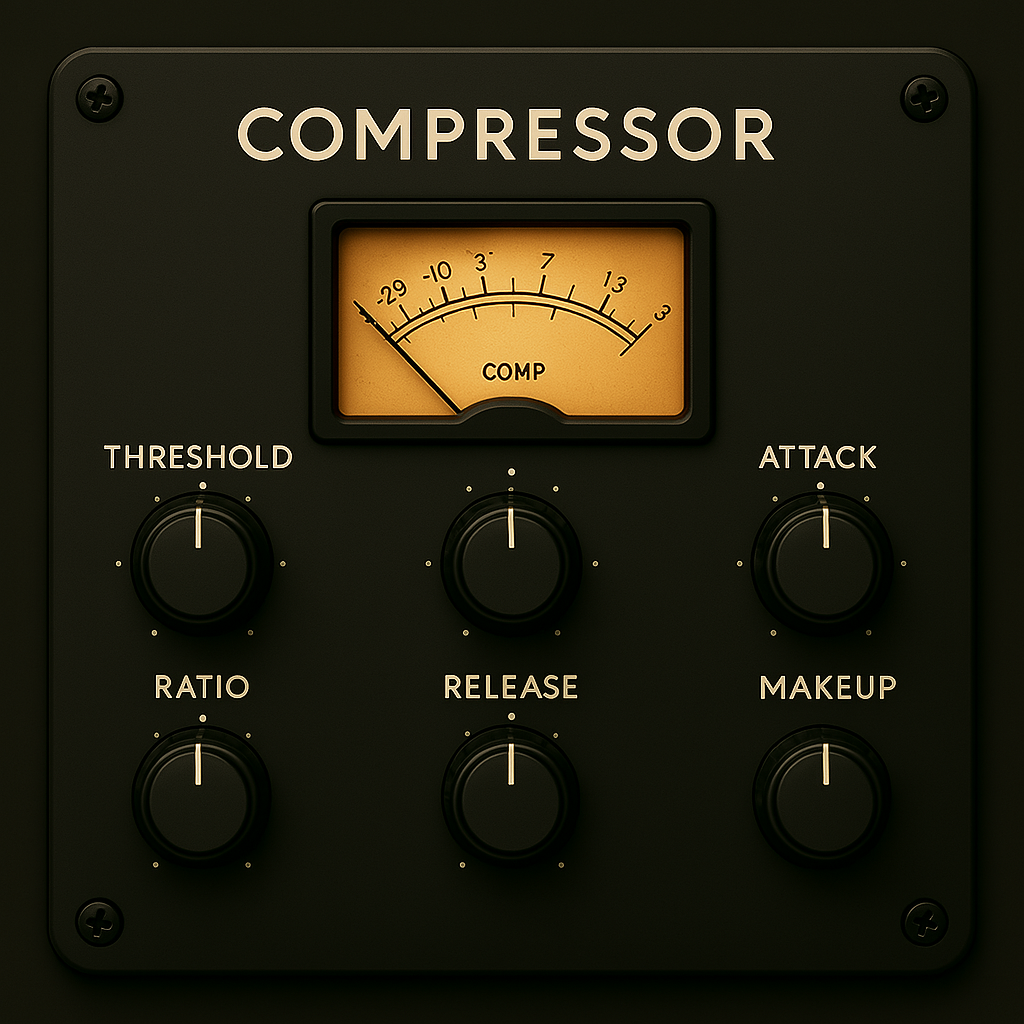 COMPRESSOR
-29 -10 3 7 13 3
COMP
THRESHOLD ATTACK
RATIO RELEASE MAKEUP